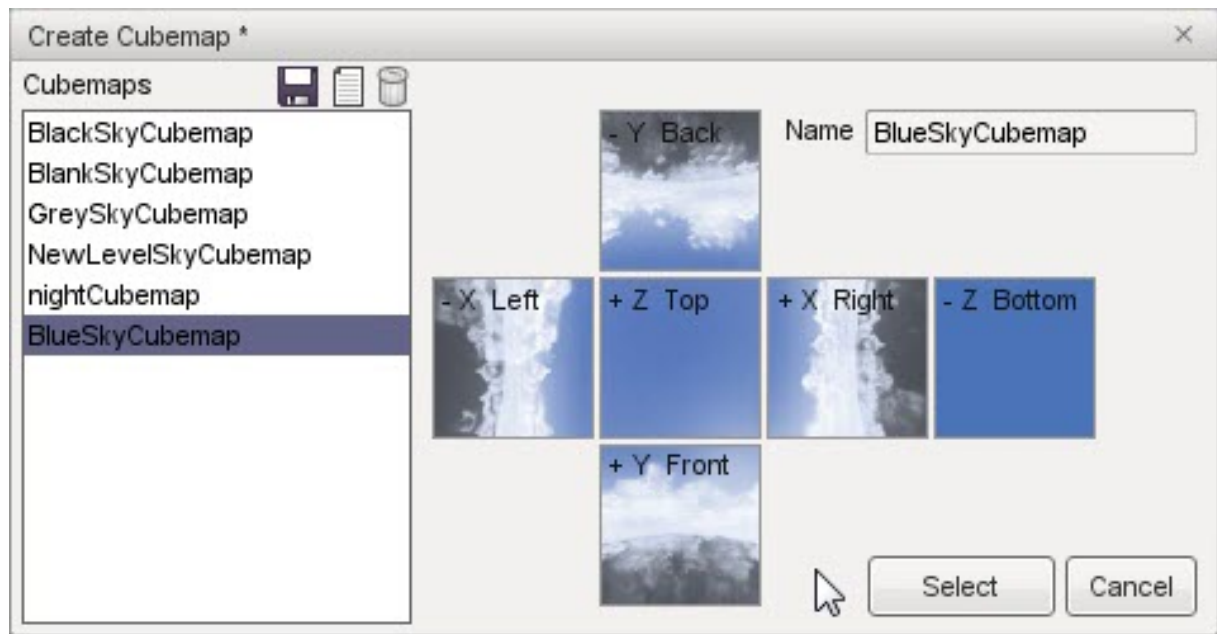 Create Cubemap *
Cubemaps
BlackSkyCubemap
BlankSkyCubemap
GreySkyCubemap
NewLevelSkyCubemap
nightCubemap
BlueSkyCubemap
- Y Back
Name BlueSkyCubemap
- X Left
+ Z Top
+ X Right
- Z Bottom
+ Y Front
Select
Cancel